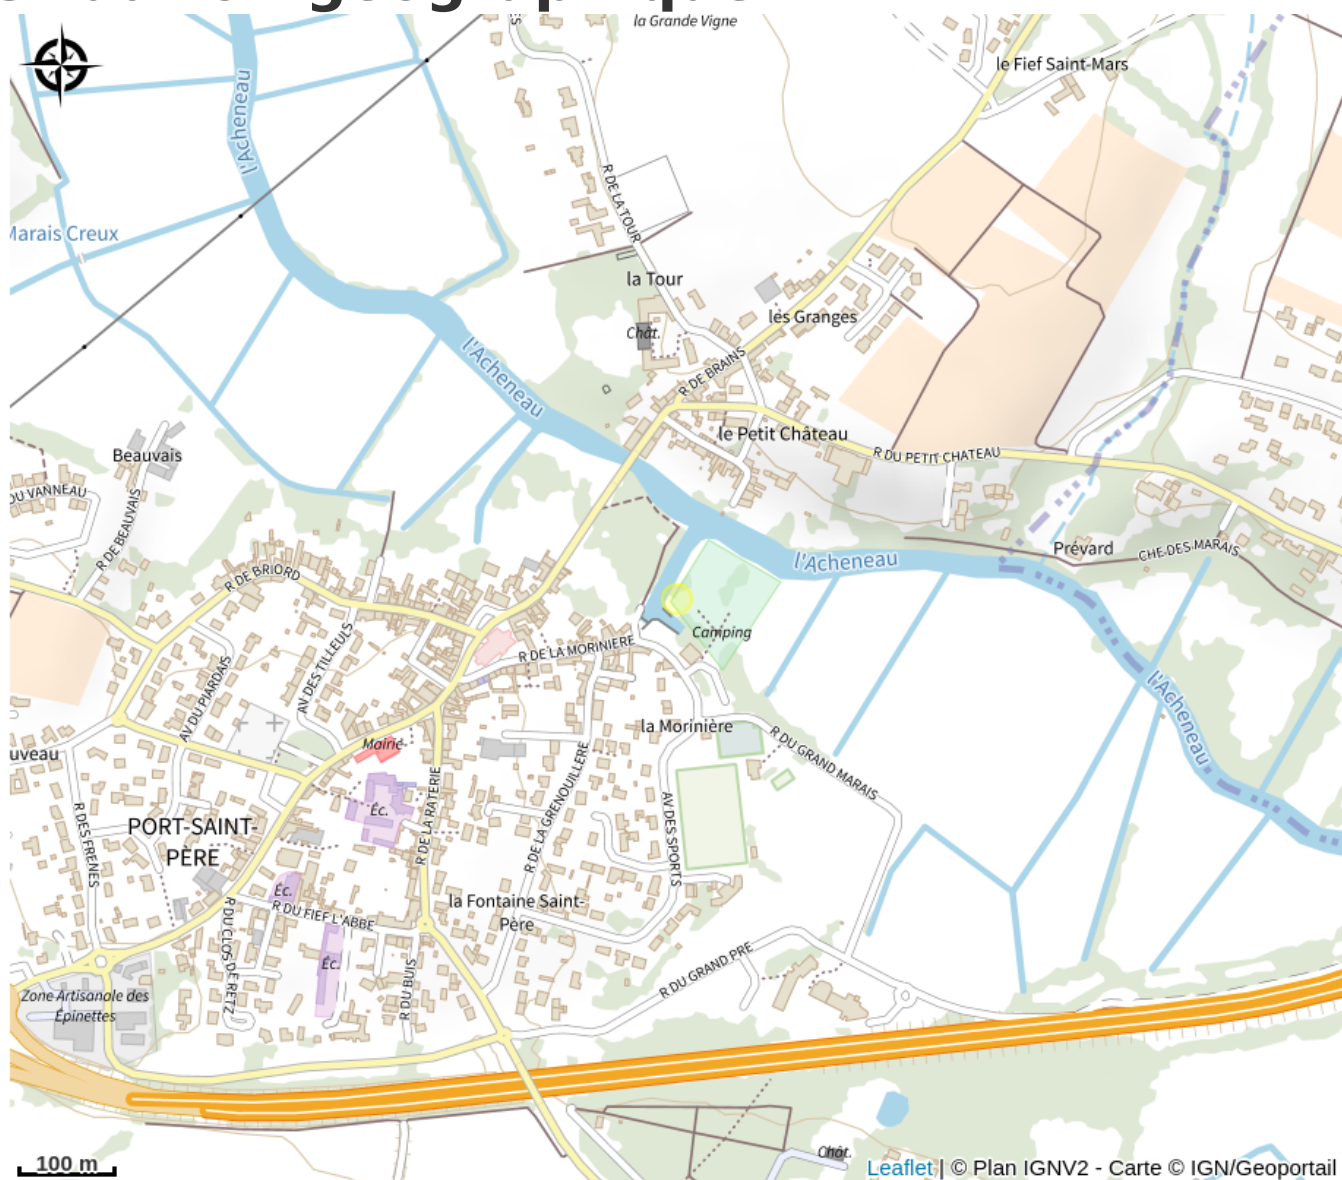 la Grande Vigne
le Fief Saint-Mars
l'Acheneau
R DE LA TOUR
Marais Creux
la Tour
les Granges
Chât.
R DE BRAINS
l'Acheneau
le Petit Château
R DU PETIT CHATEAU
Beauvais
DU VANNEAU
R DE BEAUVAIS
Prévard
CHE DES MARAIS
l'Acheneau
R DE BRIORD
Camping
R DE LA MORINIERE
AV DES TILLEULS
AV DU PIARDAIS
l'Acheneau
la Morinière
Mairie
R DU GRAND MARAIS
uveau
R DE LA GRENOUILLERE
R DE LA RATERIE
AV DES SPORTS
Éc.
R DES FRENES
PORT-SAINT-
PÈRE
Éc.
la Fontaine Saint-
Père
R DU FIEF L'ABBE
R DU CLOS DE RETZ
Éc.
R DU BUIS
R DU GRAND PRE
Zone Artisanale des
Épinettes
Chât.
100 m
Leaflet | © Plan IGNV2 - Carte © IGN/Geoportail